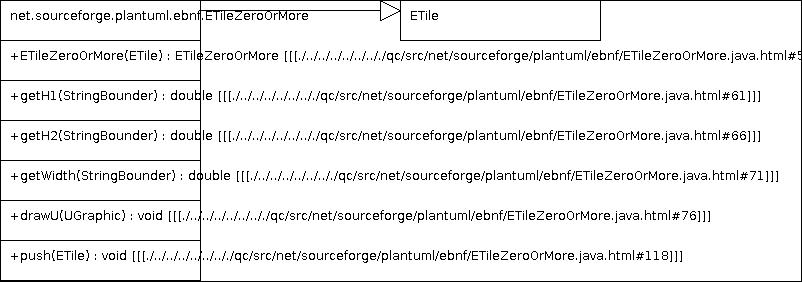 net.sourceforge.plantuml.ebnf.ETileZeroOrMore
ETile
+ETileZeroOrMore(ETile) : ETileZeroOrMore [[[./../../../../../../../qc/src/net/sourceforge/plantuml/ebnf/ETileZeroOrMore.java.html#5
+getH1(StringBounder) : double [[[./../../../../../../../qc/src/net/sourceforge/plantuml/ebnf/ETileZeroOrMore.java.html#61]]]
+getH2(StringBounder) : double [[[./../../../../../../../qc/src/net/sourceforge/plantuml/ebnf/ETileZeroOrMore.java.html#66]]]
+getWidth(StringBounder) : double [[[./../../../../../../../qc/src/net/sourceforge/plantuml/ebnf/ETileZeroOrMore.java.html#71]]]
+drawU(UGraphic) : void [[[./../../../../../../../qc/src/net/sourceforge/plantuml/ebnf/ETileZeroOrMore.java.html#76]]]
+push(ETile) : void [[[./../../../../../../../qc/src/net/sourceforge/plantuml/ebnf/ETileZeroOrMore.java.html#118]]]